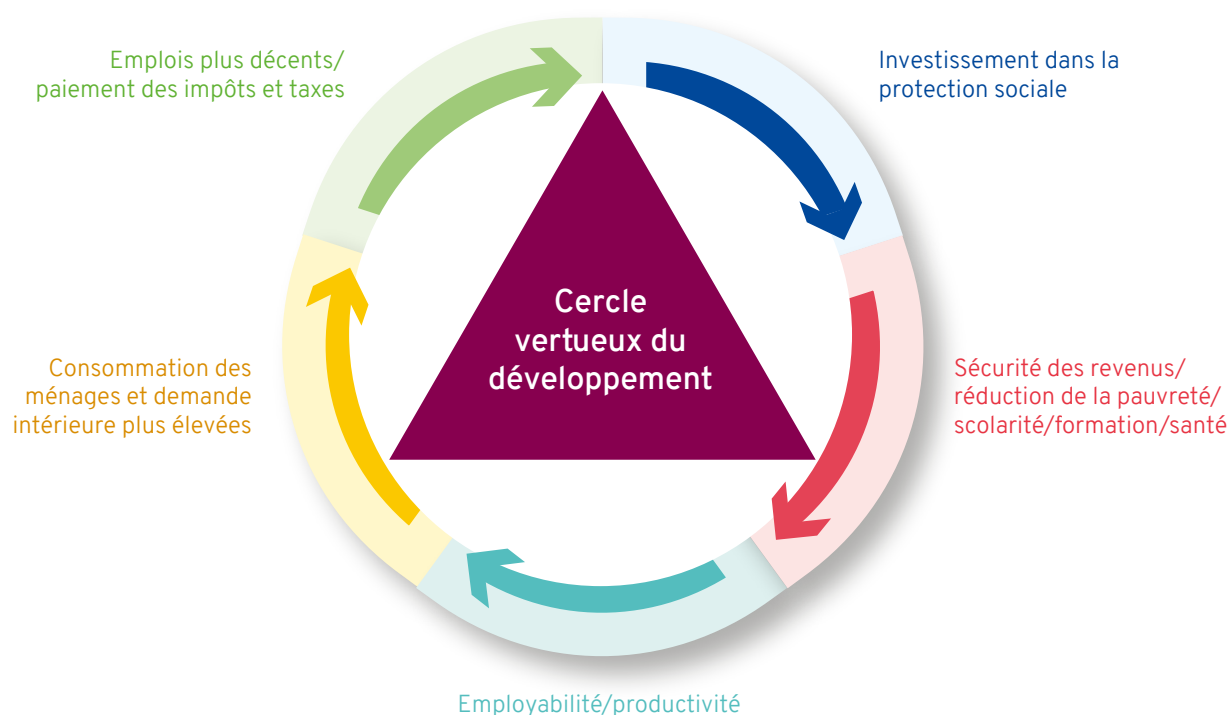 Emplois plus décents/
paiement des impôts et taxes
Investissement dans la
protection sociale
Cercle
vertueux du
développement
Consommation des
ménages et demande
intérieure plus élevées
Sécurité des revenus/
réduction de la pauvreté/
scolarité/formation/santé
Employabilité/productivité